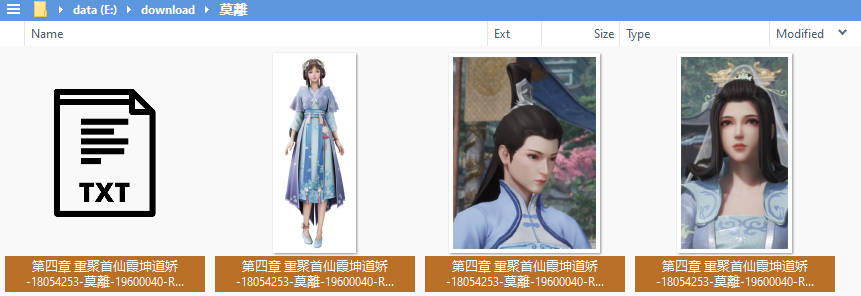 data (E:) download 莫離
Name Ext Size Type Modified
TXT
第四章 重聚首仙霞坤道娇
-18054253-莫離-19600040-R...
第四章 重聚首仙霞坤道娇
-18054253-莫離-19600040-R...
第四章 重聚首仙霞坤道娇
-18054253-莫離-19600040-R...
第四章 重聚首仙霞坤道娇
-18054253-莫離-19600040-R...